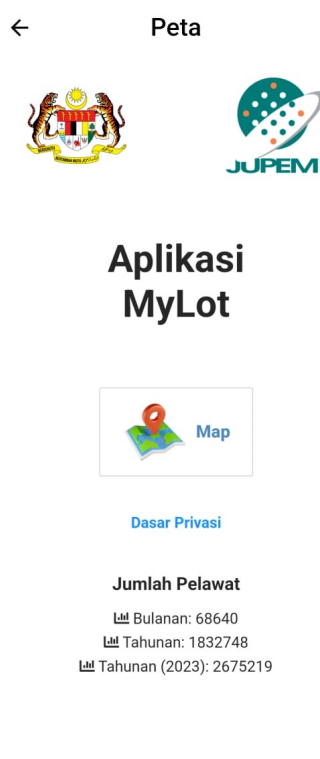 Peta
JUPEM
Aplikasi
MyLot
Map
Dasar Privasi
Jumlah Pelawat
Bulanan: 68640
Tahunan: 1832748
Tahunan (2023): 2675219